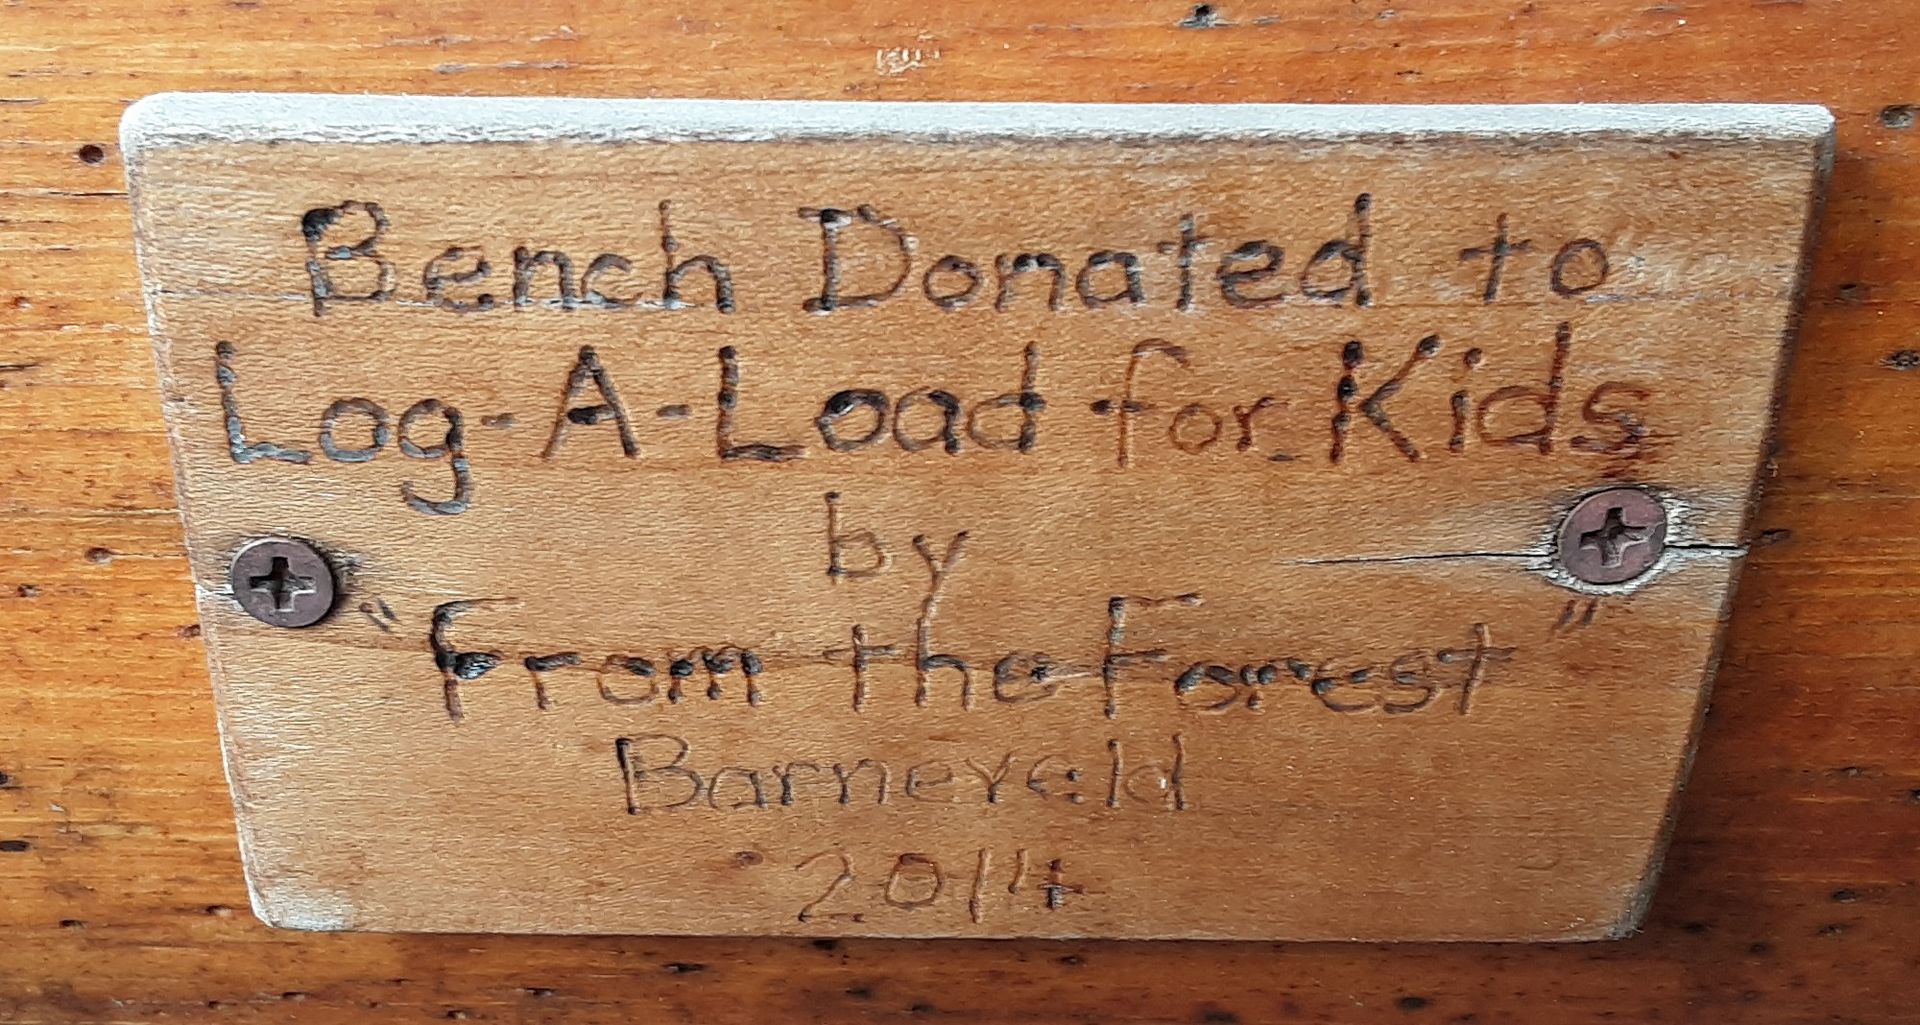 Bench Donated to
Log-A-Load for Kids
by
"From the Forest"
Barneveld
2014